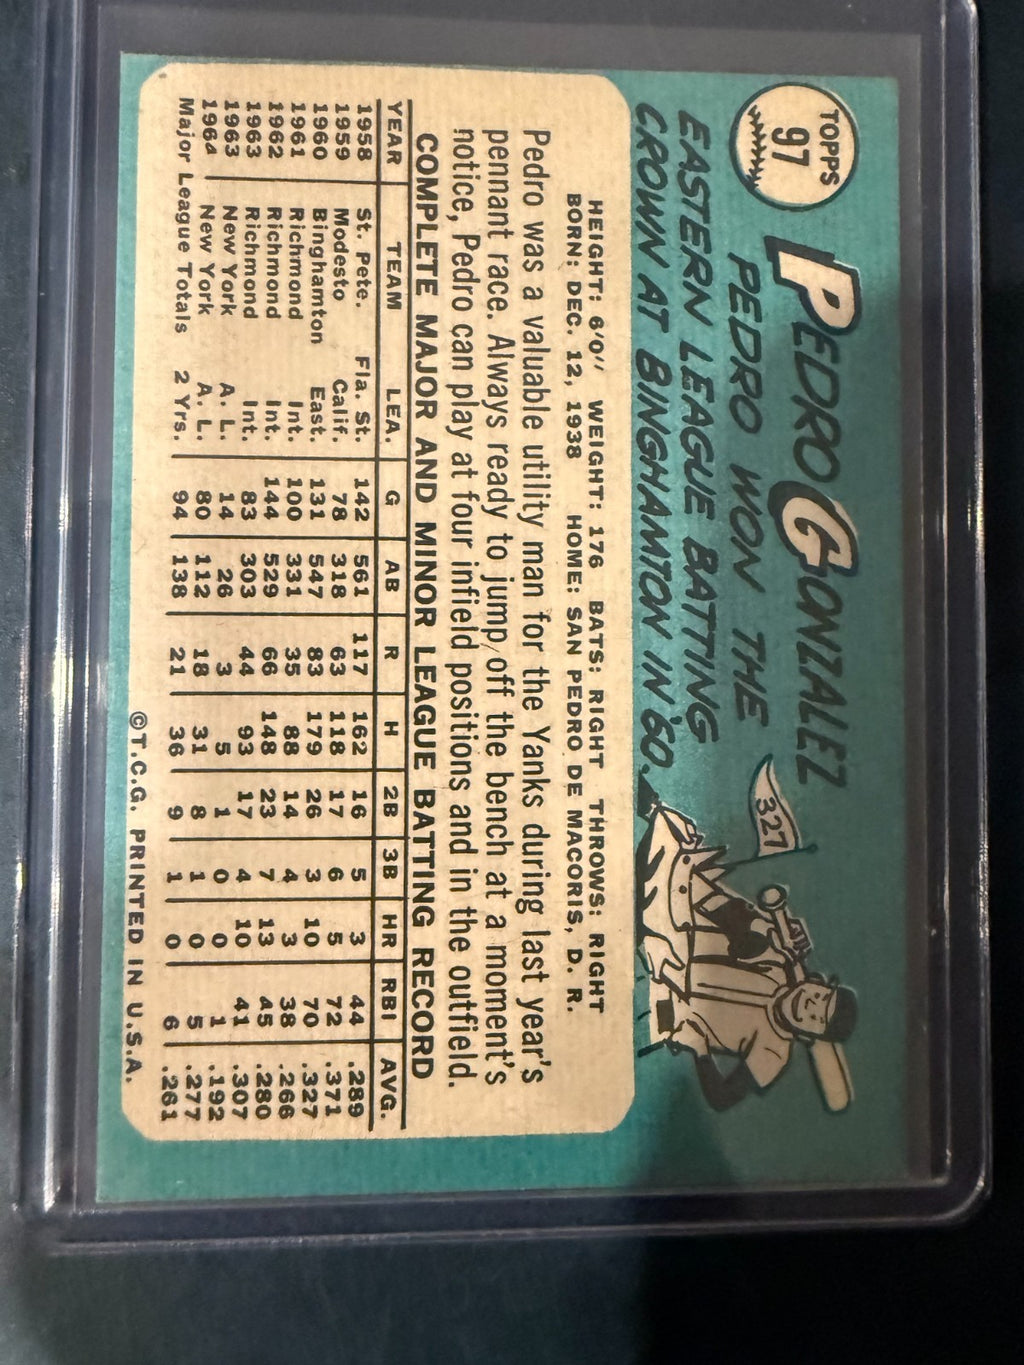 TOPPS
97
PEDRO GONZALEZ
PEDRO WON THE
EASTERN LEAGUE BATTING
CROWN AT BINGHAMTON IN '60.
327
HEIGHT: 6'0" WEIGHT: 176 BATS: RIGHT THROWS: RIGHT
BORN: DEC. 12, 1938 HOME: SAN PEDRO DE MACORIS, D. R.
Pedro was a valuable utility man for the Yanks during last year's
pennant race. Always ready to jump off the bench at a moment's
notice, Pedro can play at four infield positions and in the outfield.
COMPLETE MAJOR AND MINOR LEAGUE BATTING RECORD
YEAR TEAM LEA. G AB R H 2B 3B HR RBI AVG.
1958 St. Pete. Fla. St. 142 561 117 162 16 5 3 44 .289
1959 Modesto Calif. 78 318 63 118 17 6 5 72 .371
1960 Binghamton East. 131 547 83 179 26 3 10 70 .327
1961 Richmond Int. 100 331 35 88 14 4 3 38 .266
1962 Richmond Int. 144 529 66 148 23 7 13 45 .280
1963 Richmond Int. 83 303 44 93 17 4 10 41 .307
1963 New York A. L. 14 26 3 5 1 0 0 1 .192
1964 New York A. L. 80 112 18 31 8 1 0 5 .277
Major League Totals 2 Yrs. 94 138 21 36 9 1 0 6 .261
©T.C.G. PRINTED IN U.S.A.